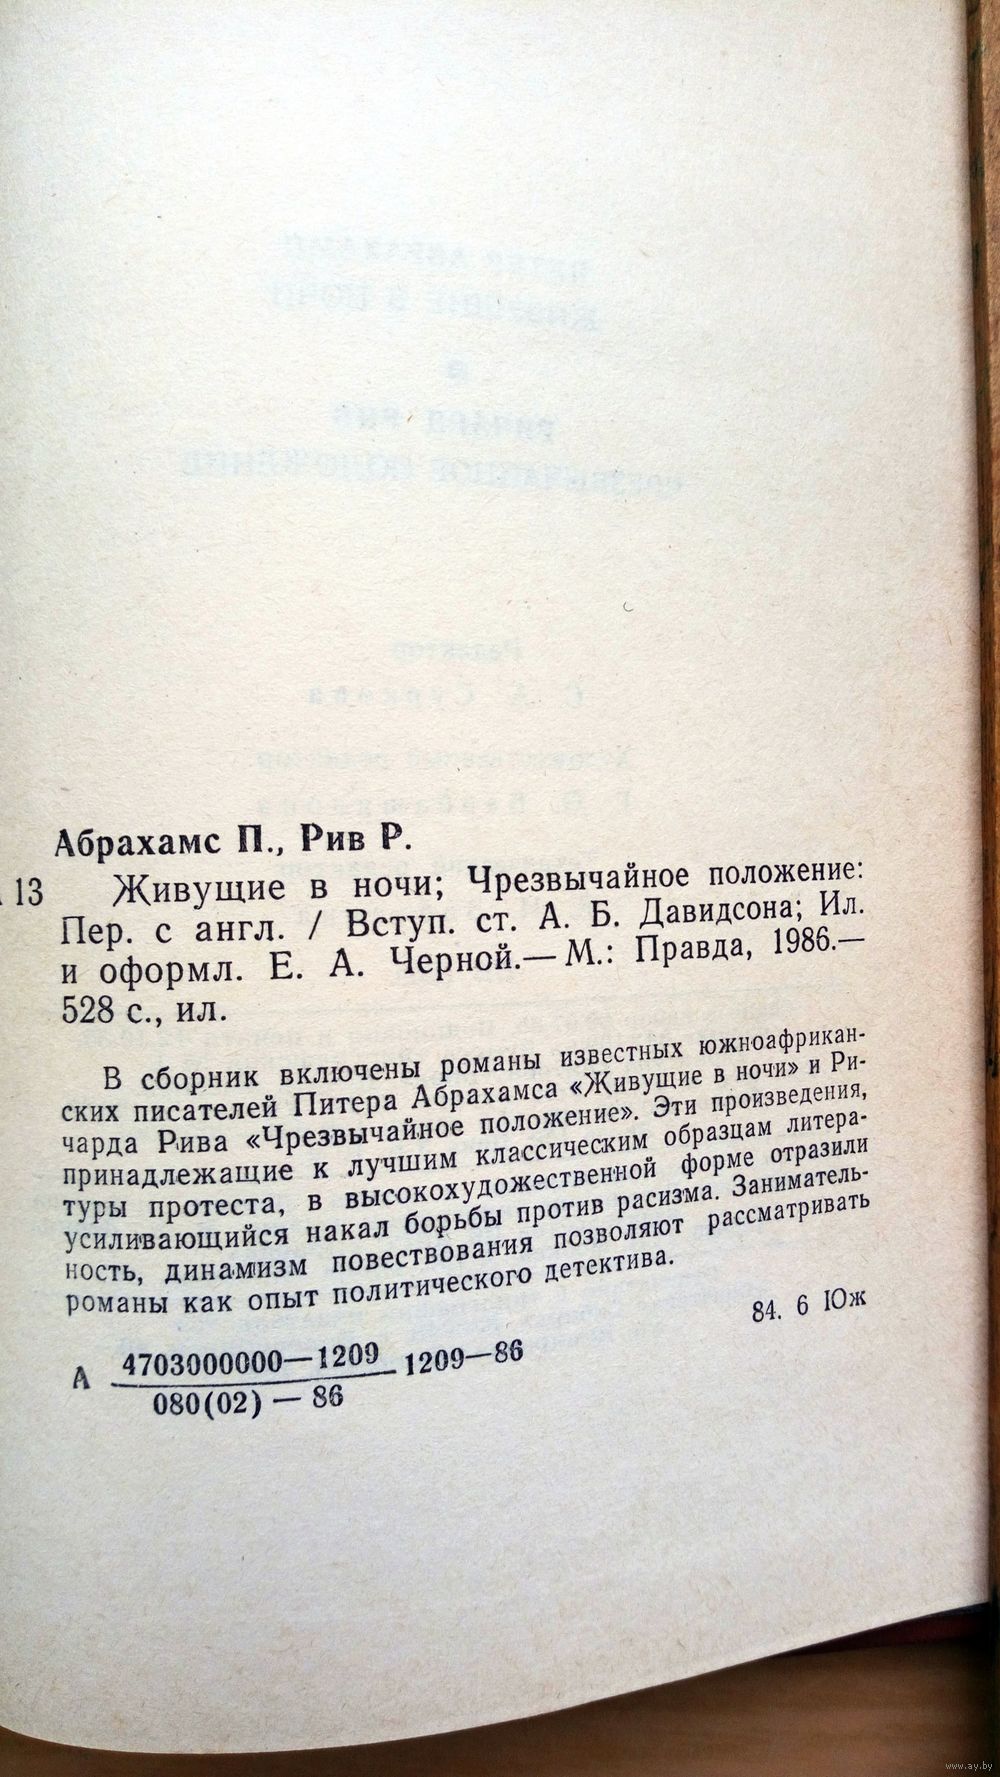 Абрахамс П., Рив Р.
13 Живущие в ночи; Чрезвычайное положение:
Пер. с англ. / Вступ. ст. А. Б. Давидсона; Ил.
и оформл. Е. А. Черной.— М.: Правда, 1986.—
528 с., ил.
В сборник включены романы известных южноафрикан-
ских писателей Питера Абрахамса «Живущие в ночи» и Ри-
чарда Рива «Чрезвычайное положение». Эти произведения,
принадлежащие к лучшим классическим образцам литера-
туры протеста, в высокохудожественной форме отразили
усиливающийся накал борьбы против расизма. Заниматель-
ность, динамизм повествования позволяют рассматривать
романы как опыт политического детектива.
84. 6 Юж
А 4703000000—1209 1209—86
080(02) — 86
www.ay.by